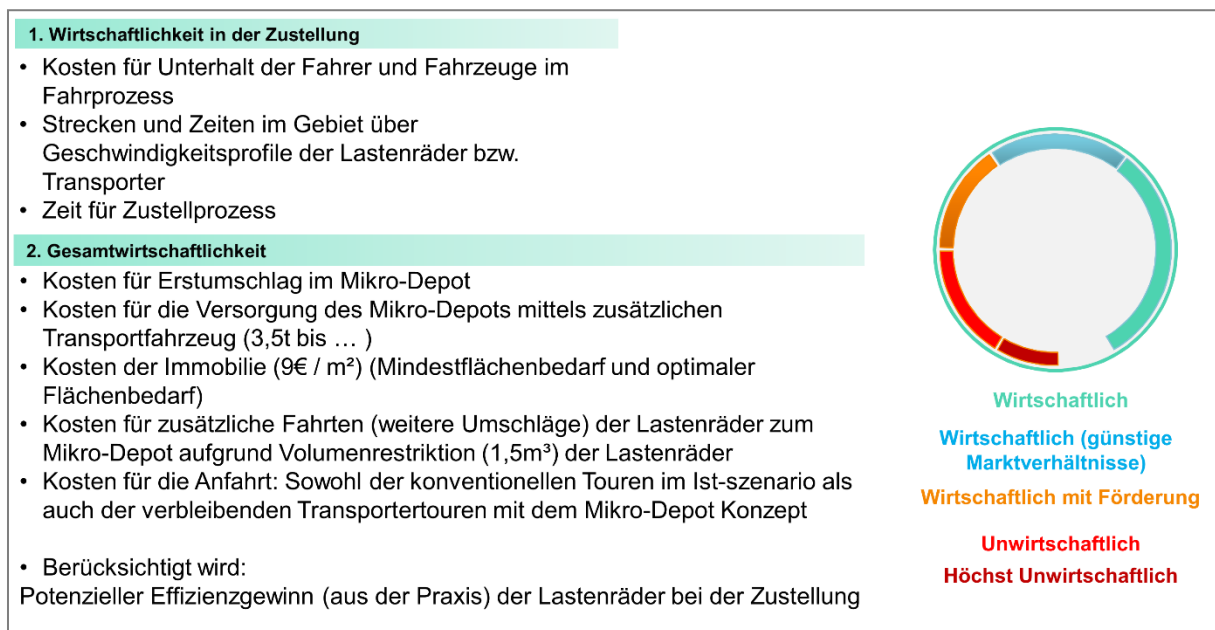 1. Wirtschaftlichkeit in der Zustellung
• Kosten für Unterhalt der Fahrer und Fahrzeuge im
Fahrprozess
• Strecken und Zeiten im Gebiet über
Geschwindigkeitsprofile der Lastenräder bzw.
Transporter
• Zeit für Zustellprozess
2. Gesamtwirtschaftlichkeit
• Kosten für Erstumschlag im Mikro-Depot
• Kosten für die Versorgung des Mikro-Depots mittels zusätzlichen
Transportfahrzeug (3,5t bis … )
• Kosten der Immobilie (9€ / m²) (Mindestflächenbedarf und optimaler
Flächenbedarf)
• Kosten für zusätzliche Fahrten (weitere Umschläge) der Lastenräder zum
Mikro-Depot aufgrund Volumenrestriktion (1,5m³) der Lastenräder
• Kosten für die Anfahrt: Sowohl der konventionellen Touren im Ist-szenario als
auch der verbleibenden Transportertouren mit dem Mikro-Depot Konzept
• Berücksichtigt wird:
Potenzieller Effizienzgewinn (aus der Praxis) der Lastenräder bei der Zustellung
Wirtschaftlich
Wirtschaftlich (günstige
Marktverhältnisse)
Wirtschaftlich mit Förderung
Unwirtschaftlich
Höchst Unwirtschaftlich